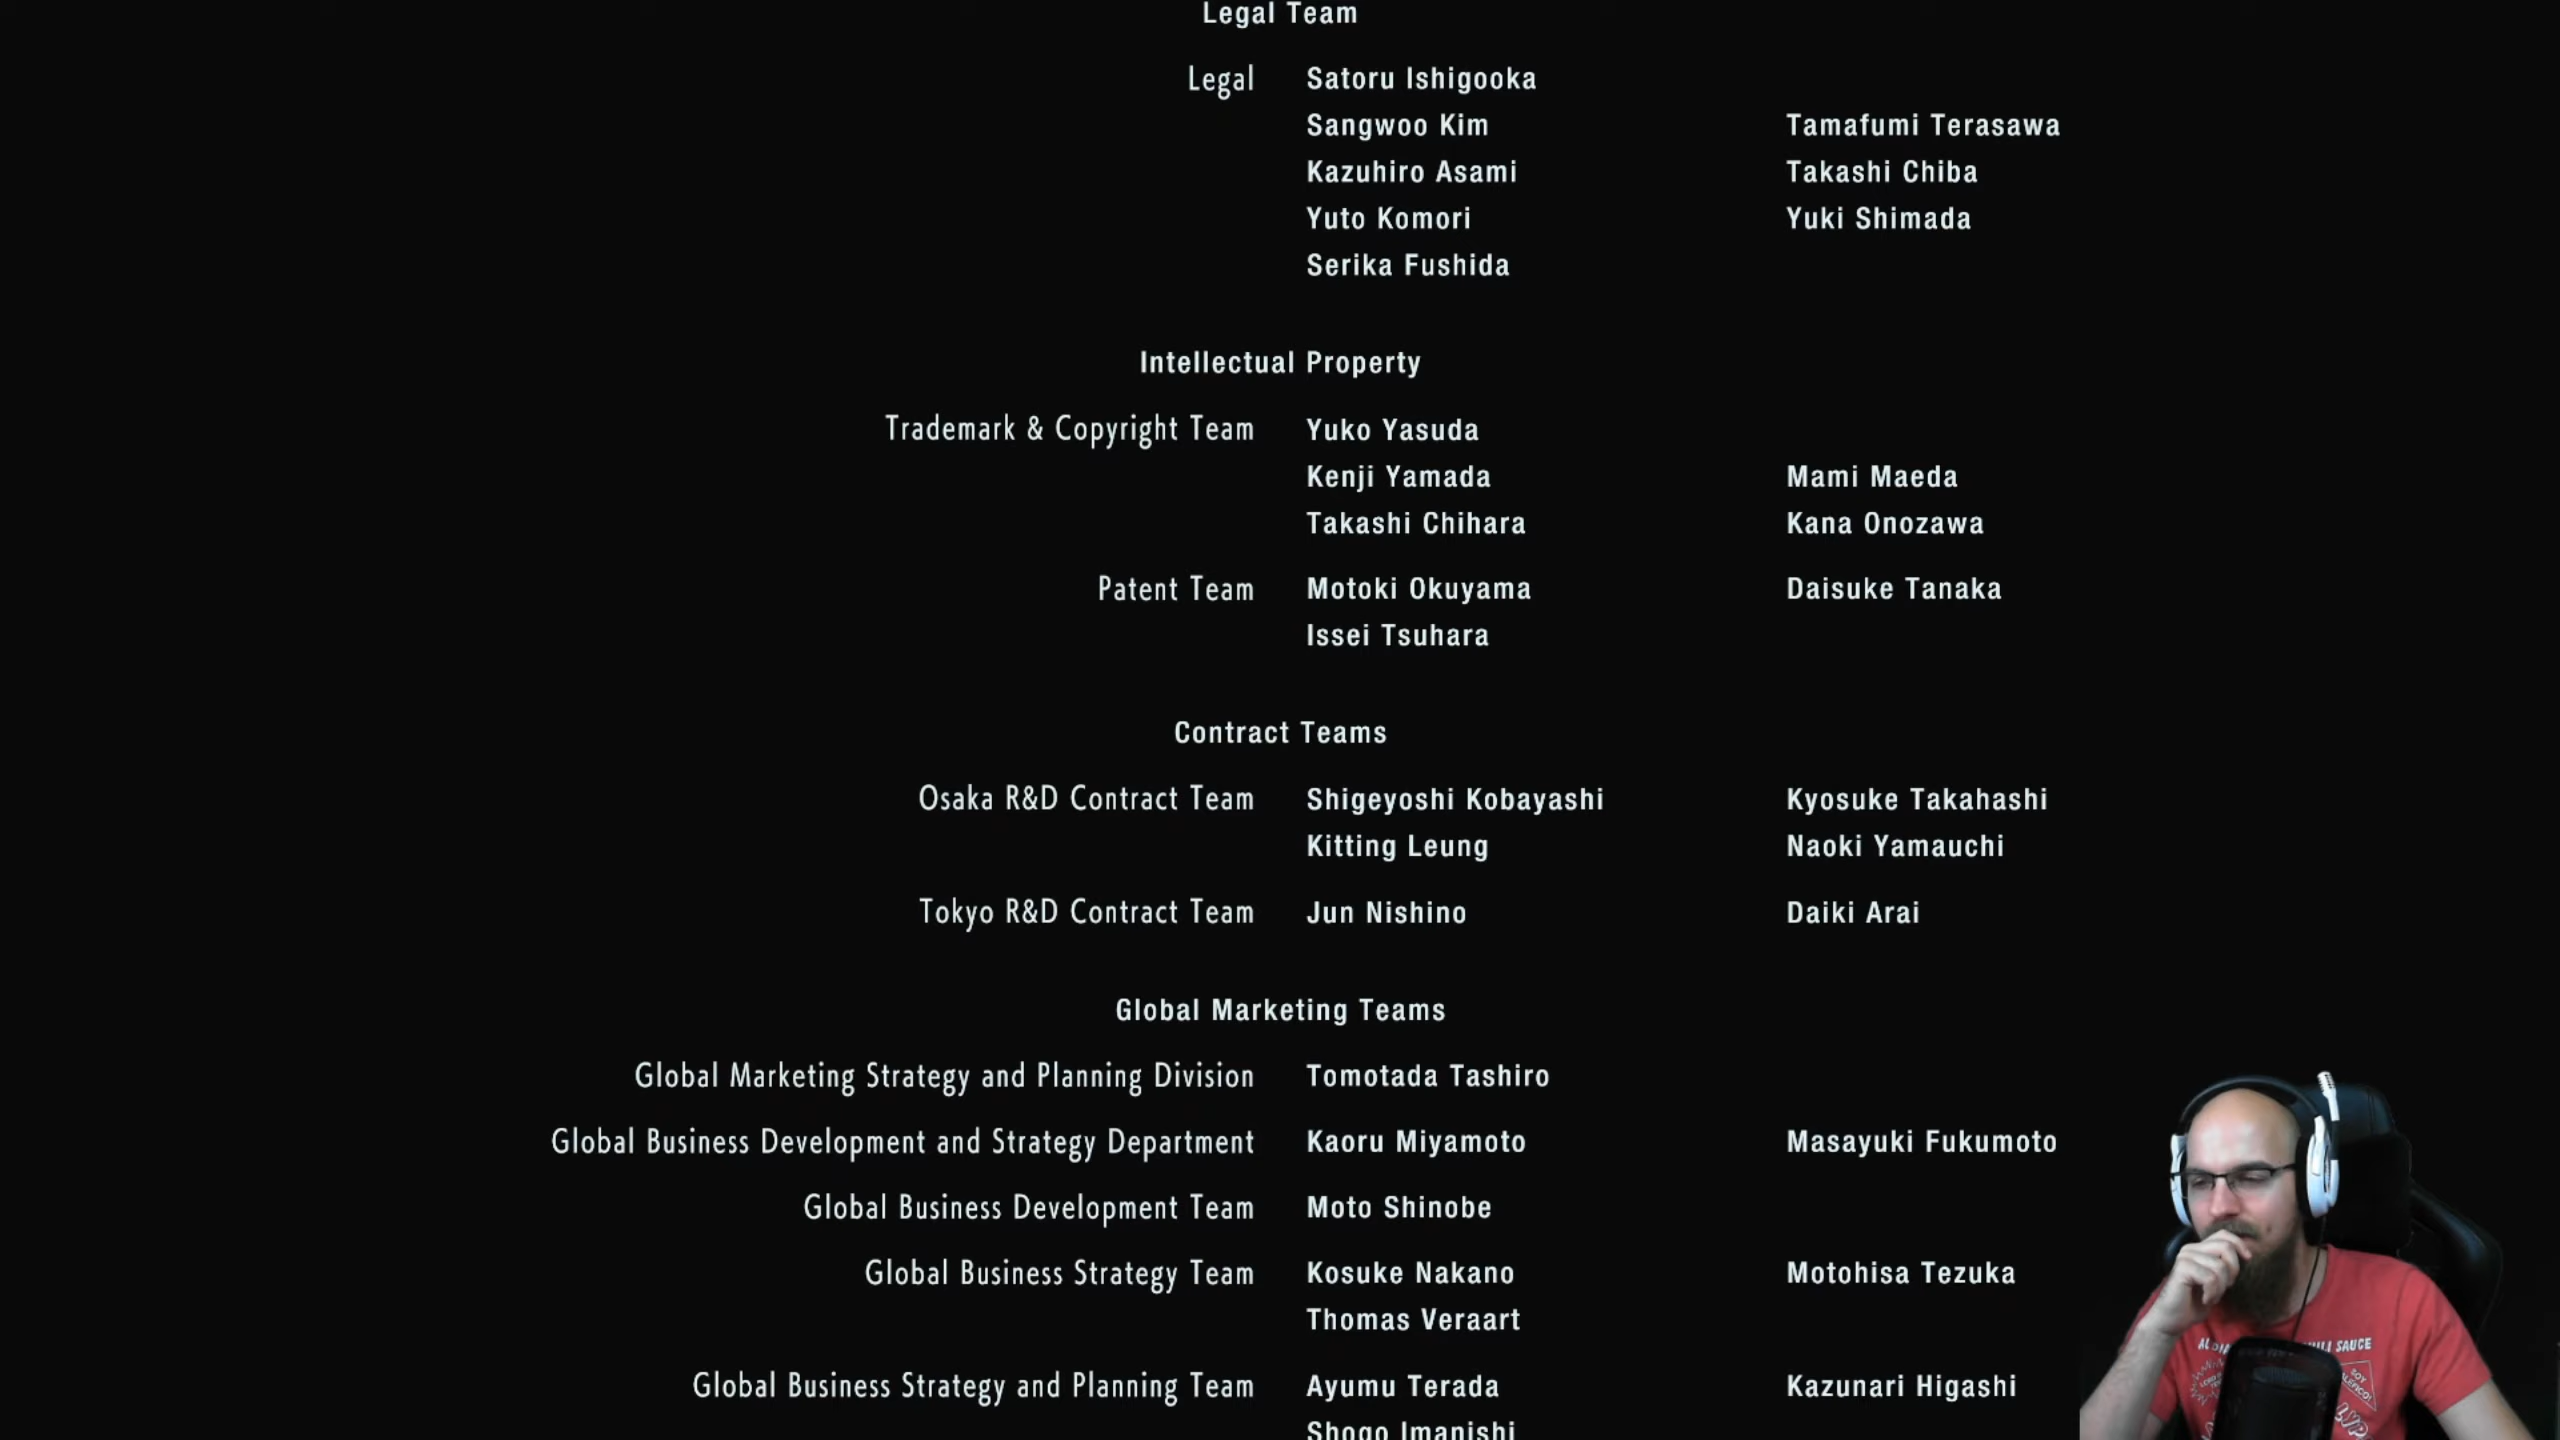 Legal Team
Legal Satoru Ishigooka
Sangwoo Kim Tamafumi Terasawa
Kazuhiro Asami Takashi Chiba
Yuto Komori Yuki Shimada
Serika Fushida
Intellectual Property
Trademark & Copyright Team Yuko Yasuda
Kenji Yamada Mami Maeda
Takashi Chihara Kana Onozawa
Patent Team Motoki Okuyama Daisuke Tanaka
Issei Tsuhara
Contract Teams
Osaka R&D Contract Team Shigeyoshi Kobayashi Kyosuke Takahashi
Kitting Leung Naoki Yamauchi
Tokyo R&D Contract Team Jun Nishino Daiki Arai
Global Marketing Teams
Global Marketing Strategy and Planning Division Tomotada Tashiro
Global Business Development and Strategy Department Kaoru Miyamoto Masayuki Fukumoto
Global Business Development Team Moto Shinobe
Global Business Strategy Team Kosuke Nakano Motohisa Tezuka
Thomas Veraart
Global Business Strategy and Planning Team Ayumu Terada Kazunari Higashi
Shogo Imanishi
SAUCE